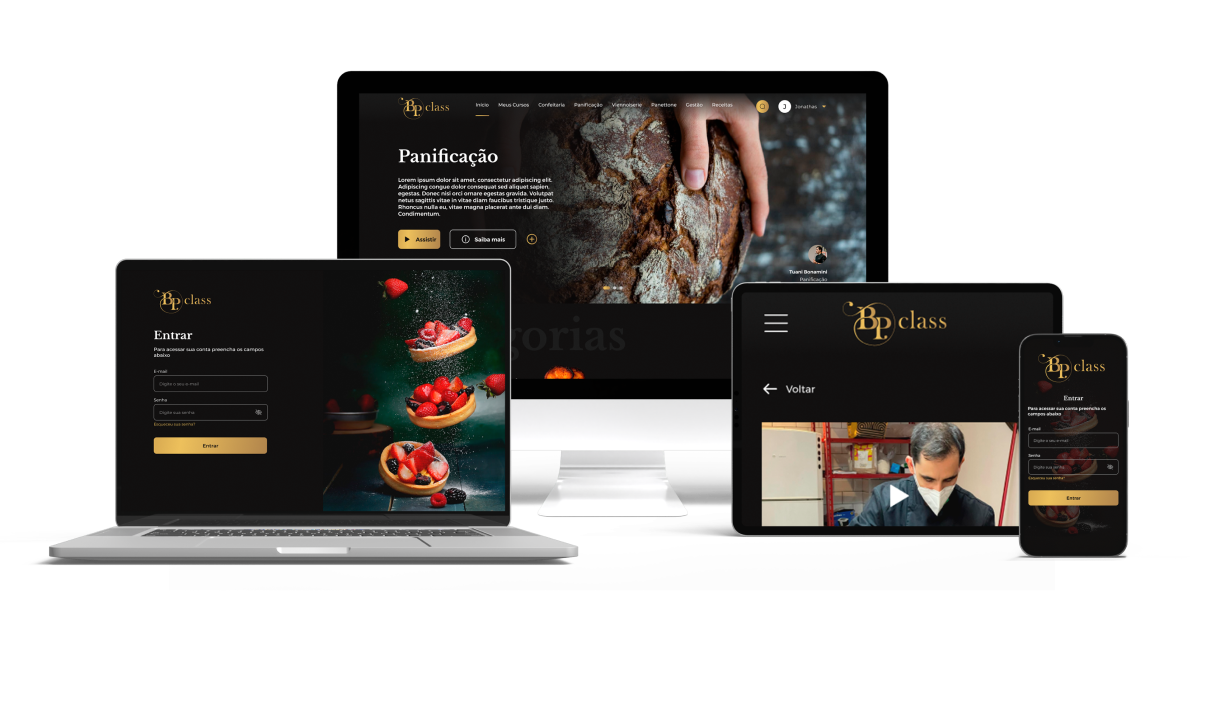 BP class
Início Meus Cursos Confeitaria Panificação Viennoiserie Panettone Gestão Receitas
J Jonathas
Panificação
Lorem ipsum dolor sit amet, consectetur adipiscing elit.
Adipiscing congue dolor consequat sed aliquet sapien,
egestas. Donec nisi orci ornare egestas gravida. Volutpat
netus sagittis vitae in vitae diam faucibus tristique justo.
Rhoncus nulla eu, vitae magna placerat ante dui diam.
Condimentum.
Assistir
Saiba mais
Tuani Bonamini
Panificação
gorias
BP class
Entrar
Para acessar sua conta preencha os campos
abaixo
E-mail
Digite o seu e-mail
Senha
Digite sua senha
Esqueceu sua senha?
Entrar
BP class
Voltar
BP class
Entrar
Para acessar sua conta preencha os
campos abaixo
E-mail
Digite o seu e-mail
Senha
Digite sua senha
Esqueceu sua senha?
Entrar